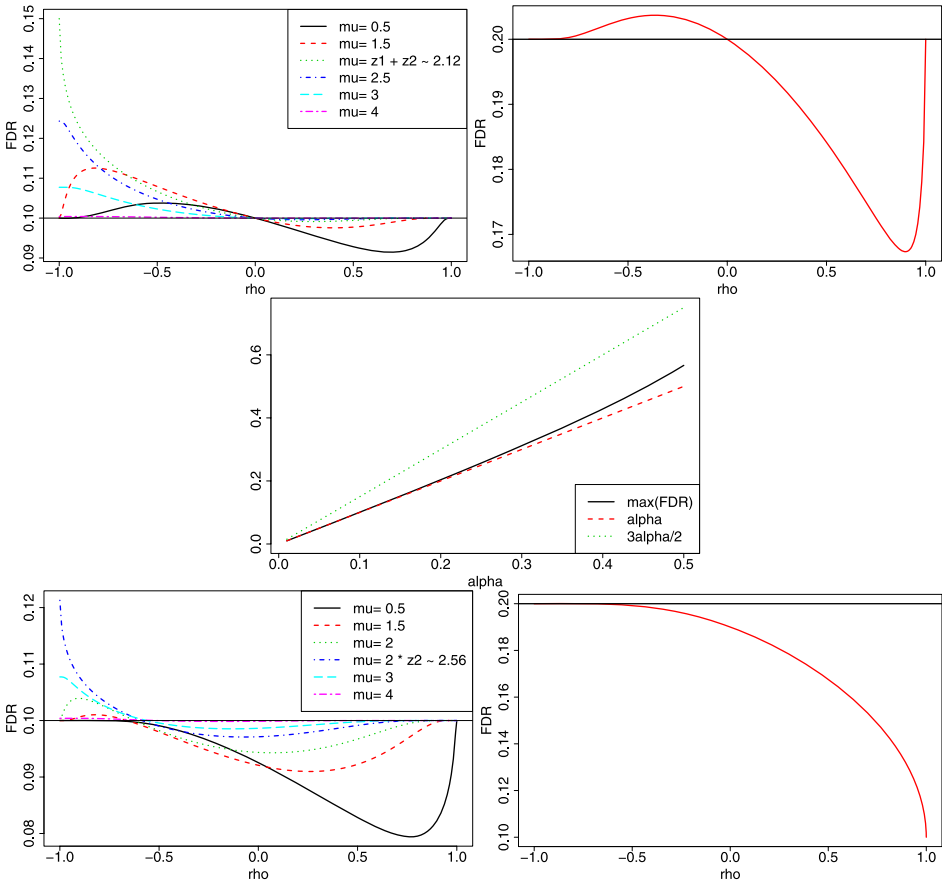 0.15
0.14
0.13
0.12
0.11
0.10
0.09
FDR
mu= 0.5
mu= 1.5
mu= z1 + z2 ~ 2.12
mu= 2.5
mu= 3
mu= 4
−1.0 −0.5 0.0 0.5 1.0
rho
0.20
0.19
0.18
0.17
FDR
−1.0 −0.5 0.0 0.5 1.0
rho
0.6
0.4
0.2
0.0
max(FDR)
alpha
3alpha/2
0.0 0.1 0.2 0.3 0.4 0.5
alpha
0.12
0.11
0.10
0.09
0.08
FDR
mu= 0.5
mu= 1.5
mu= 2
mu= 2 * z2 ~ 2.56
mu= 3
mu= 4
−1.0 −0.5 0.0 0.5 1.0
rho
0.20
0.18
0.16
0.14
0.12
0.10
FDR
−1.0 −0.5 0.0 0.5 1.0
rho